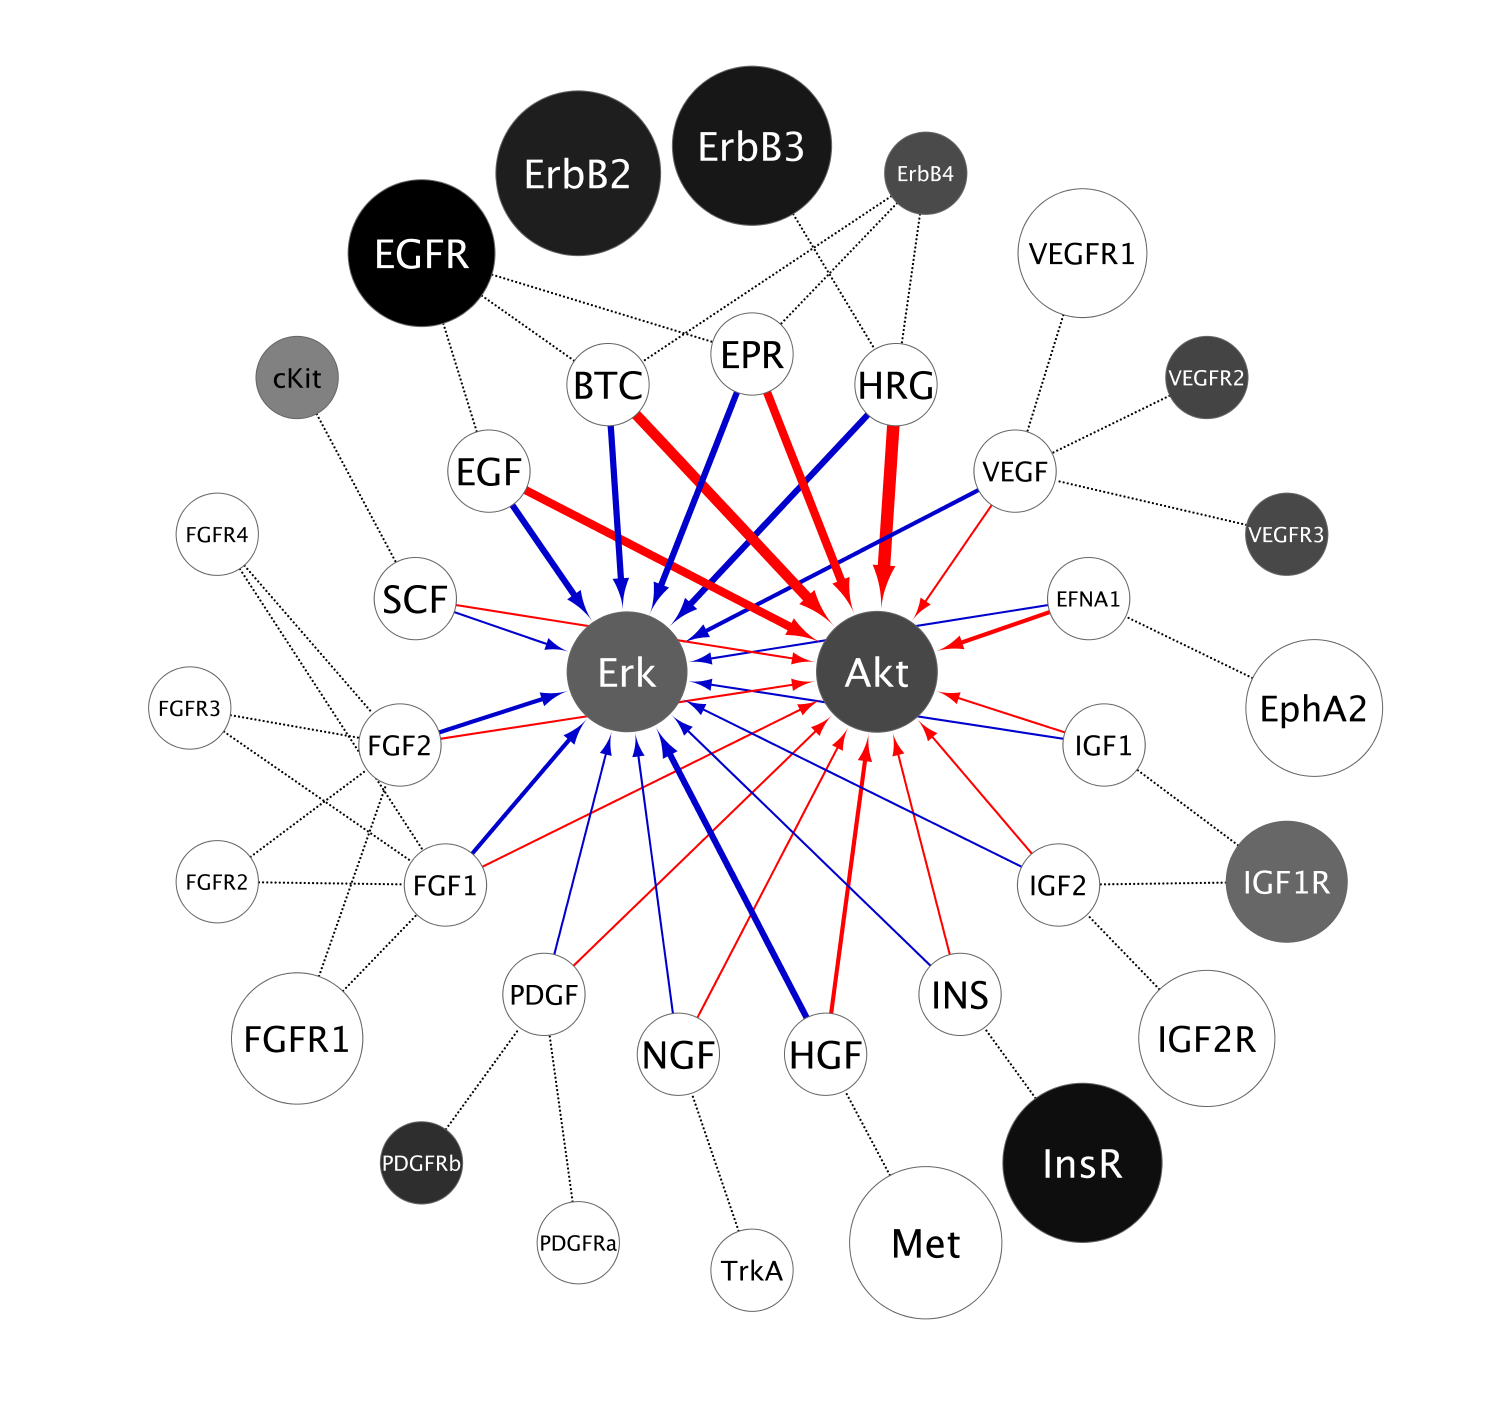 ErbB3
ErbB2
ErbB4
EGFR
VEGFR1
EPR
cKit
BTC
HRG
VEGFR2
EGF
VEGF
FGFR4
VEGFR3
SCF
EFNA1
Erk
Akt
FGFR3
EphA2
FGF2
IGF1
FGFR2
FGF1
IGF2
IGF1R
PDGF
INS
FGFR1
NGF
HGF
IGF2R
PDGFRb
InsR
PDGFRa
Met
TrkA